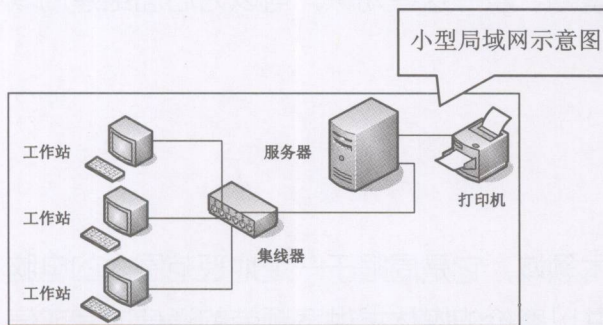 小型局域网示意图
工作站
服务器
打印机
工作站
集线器
工作站